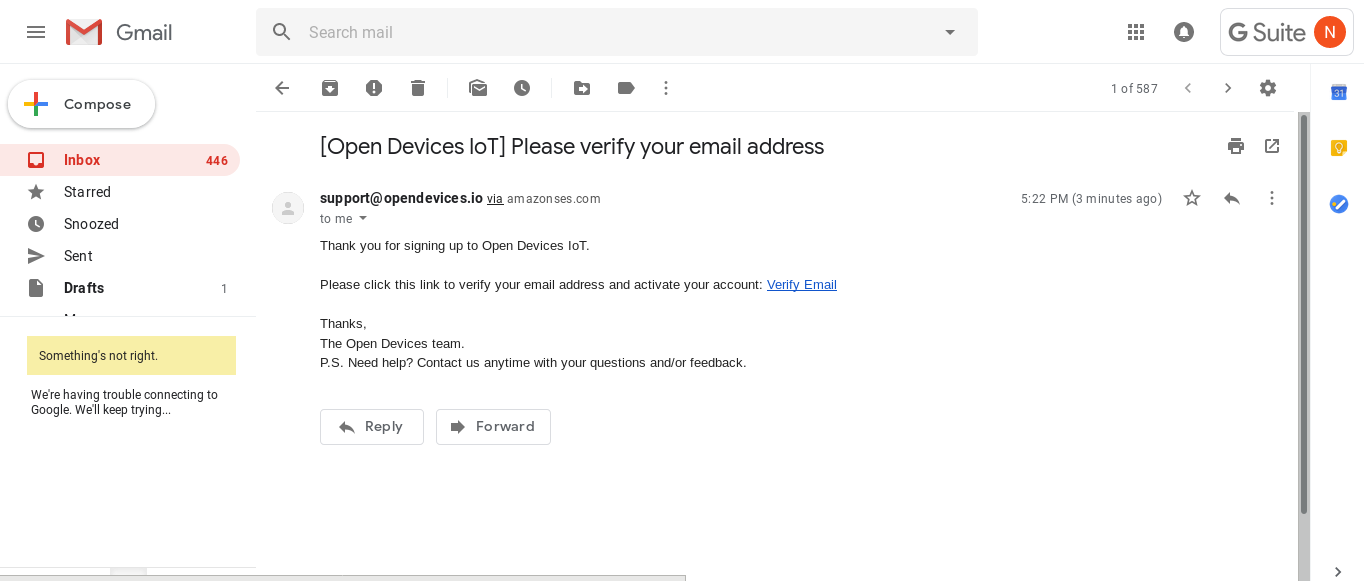 Gmail
Search mail
G Suite
N
Compose
1 of 587
31
Inbox 446
Starred
Snoozed
Sent
Drafts 1
[Open Devices IoT] Please verify your email address
support@opendevices.io via amazonses.com
5:22 PM (3 minutes ago)
to me
Thank you for signing up to Open Devices IoT.
Please click this link to verify your email address and activate your account: Verify Email
Thanks,
The Open Devices team.
P.S. Need help? Contact us anytime with your questions and/or feedback.
Reply
Forward
Something's not right.
We're having trouble connecting to
Google. We'll keep trying...